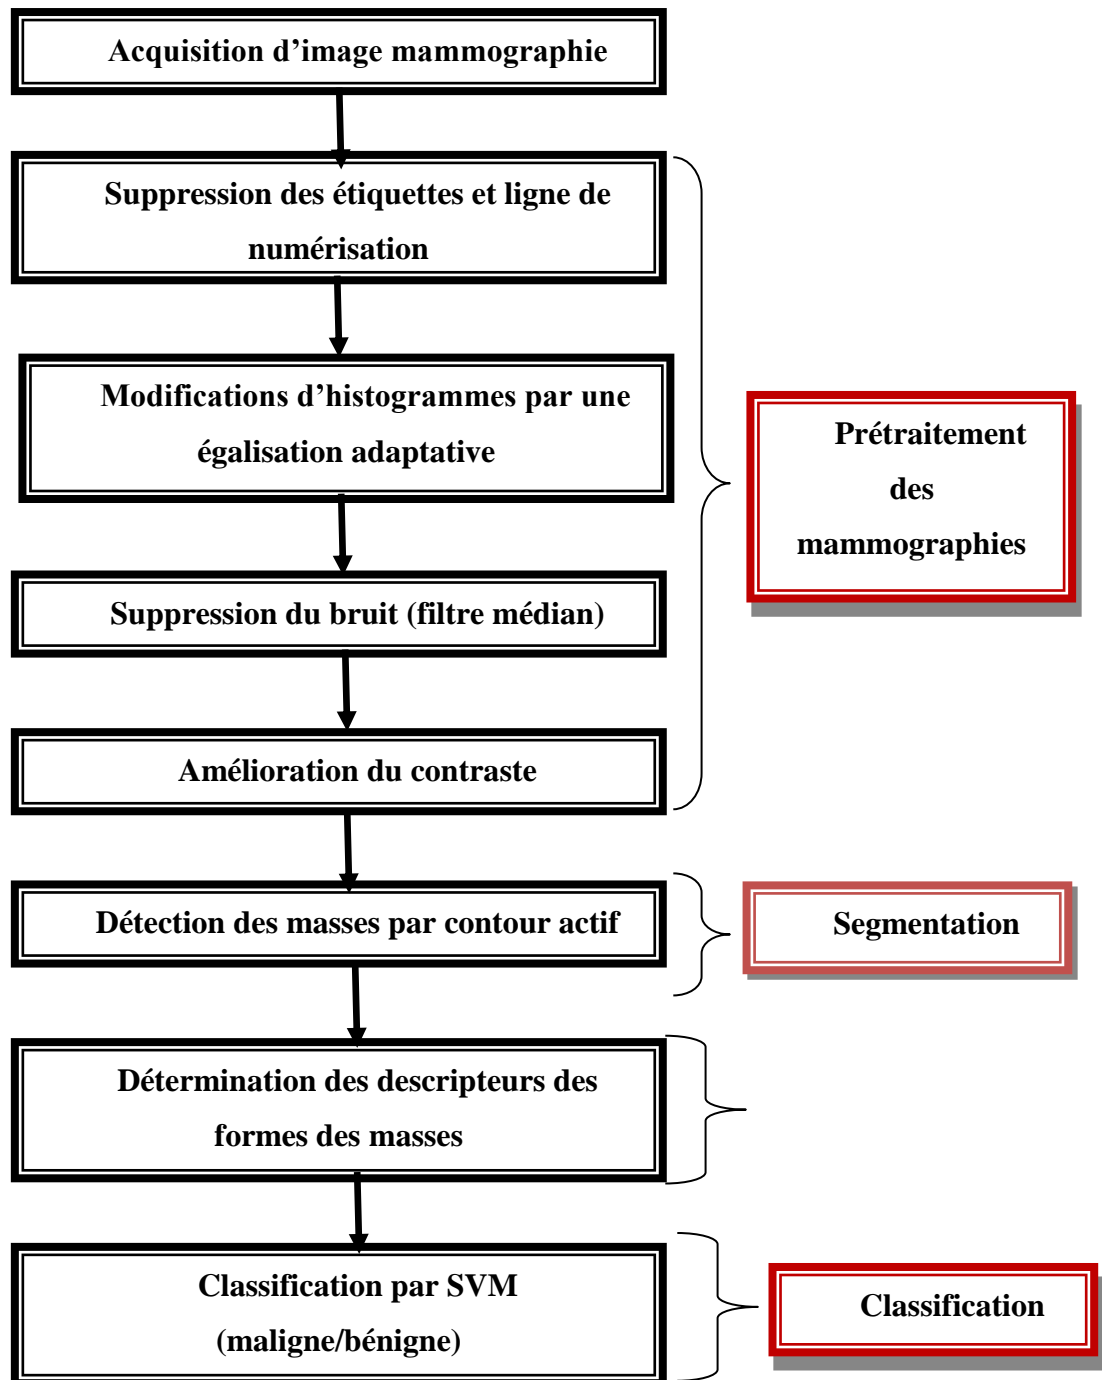 Acquisition d’image mammographie
Suppression des étiquettes et ligne de
numérisation
Modifications d’histogrammes par une
égalisation adaptative
Suppression du bruit (filtre médian)
Amélioration du contraste
Prétraitement
des
mammographies
Détection des masses par contour actif
Segmentation
Détermination des descripteurs des
formes des masses
Classification par SVM
(maligne/bénigne)
Classification